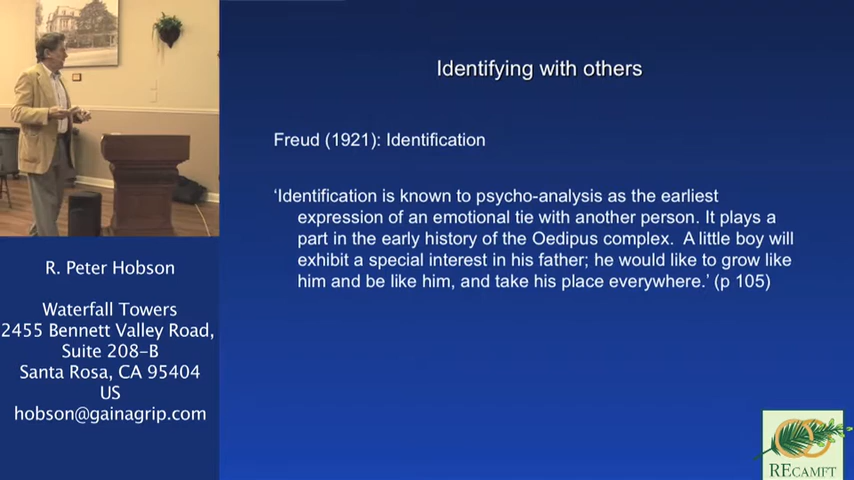 Identifying with others
Freud (1921): Identification
‘Identification is known to psycho-analysis as the earliest
expression of an emotional tie with another person. It plays a
part in the early history of the Oedipus complex.  A little boy will
exhibit a special interest in his father; he would like to grow like
him and be like him, and take his place everywhere.’ (p 105)
R. Peter Hobson
Waterfall Towers
2455 Bennett Valley Road,
Suite 208-B
Santa Rosa, CA 95404
US
hobson@gainagrip.com
RECAMFT